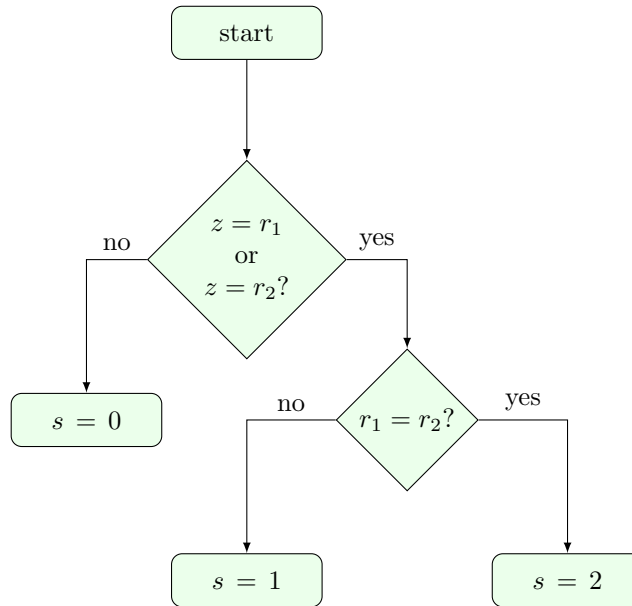 start
z = r₁
or
z = r₂?
no
yes
s = 0
r₁ = r₂?
no
yes
s = 1
s = 2